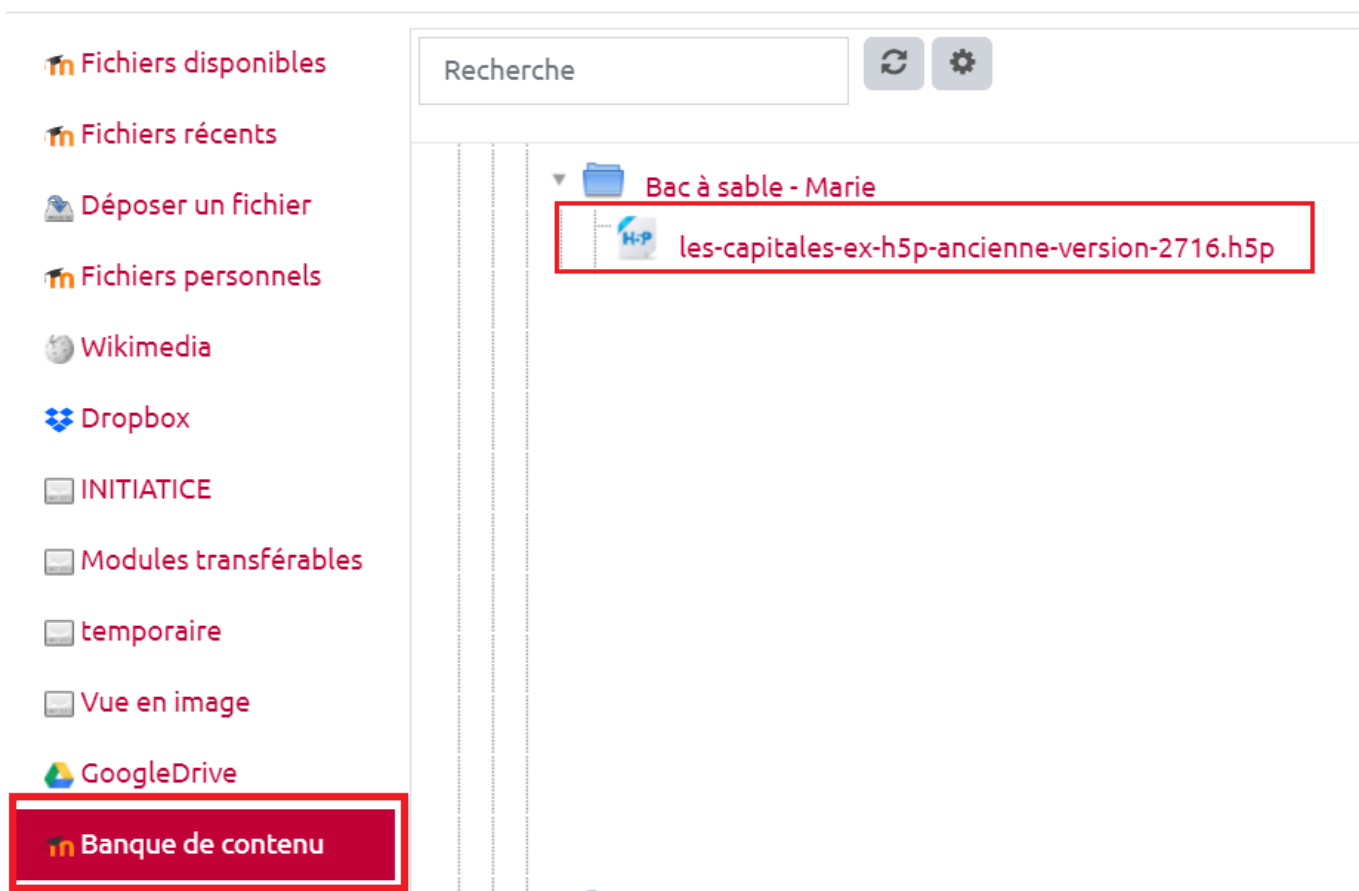 Fichiers disponibles
Fichiers récents
Déposer un fichier
Fichiers personnels
Wikimedia
Dropbox
INITIATICE
Modules transférables
temporaire
Vue en image
GoogleDrive
Banque de contenu
Recherche
Bac à sable - Marie
H-P
les-capitales-ex-h5p-ancienne-version-2716.h5p